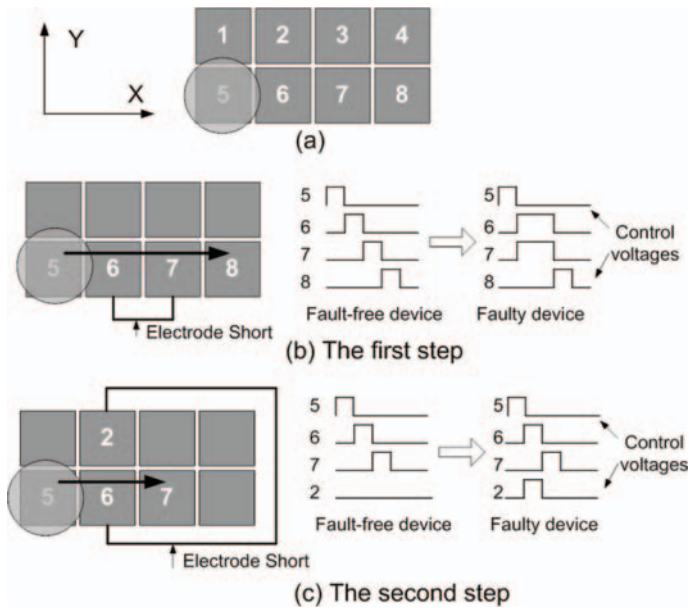 Y
X
1 2 3 4
5 6 7 8
(a)
5 6 7 8
Electrode Short
5
6
7
8
Fault-free device
5
6
7
8
Control
voltages
Faulty device
(b) The first step
2
5 6 7
Electrode Short
5
6
7
2
Fault-free device
5
6
7
2
Control
voltages
Faulty device
(c) The second step